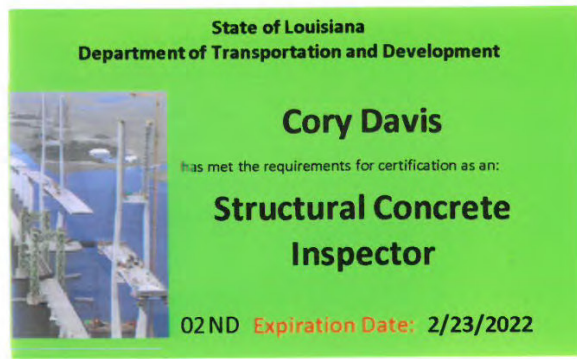 State of Louisiana
Department of Transportation and Development
Cory Davis
has met the requirements for certification as an:
Structural Concrete
Inspector
02ND Expiration Date: 2/23/2022